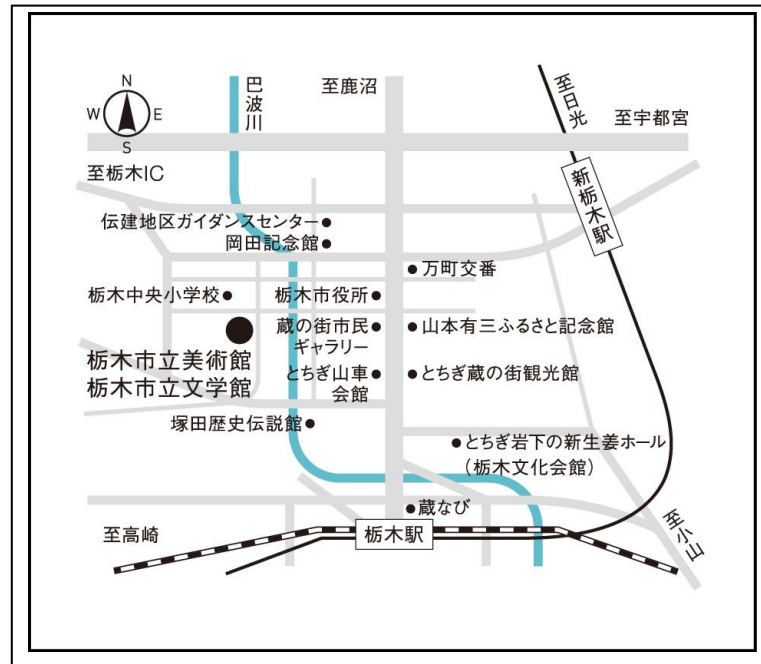 N
W
E
S
巴波川
至鹿沼
至日光
至宇都宮
至栃木IC
新栃木駅
伝建地区ガイダンスセンター
岡田記念館
万町交番
栃木中央小学校
栃木市役所
蔵の街市民
ギャラリー
山本有三ふるさと記念館
栃木市立美術館
栃木市立文学館
とちぎ山車
会館
とちぎ蔵の街観光館
塚田歴史伝説館
とちぎ岩下の新生姜ホール
（栃木文化会館）
蔵なび
至高崎
栃木駅
至小山